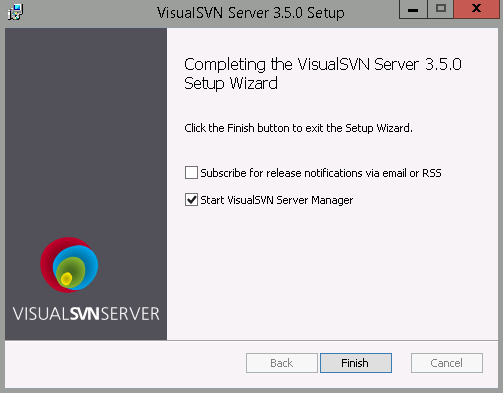 VisualSVN Server 3.5.0 Setup
Completing the VisualSVN Server 3.5.0
Setup Wizard
Click the Finish button to exit the Setup Wizard.
Subscribe for release notifications via email or RSS
Start VisualSVN Server Manager
VISUALSVNSERVER
Back
Finish
Cancel